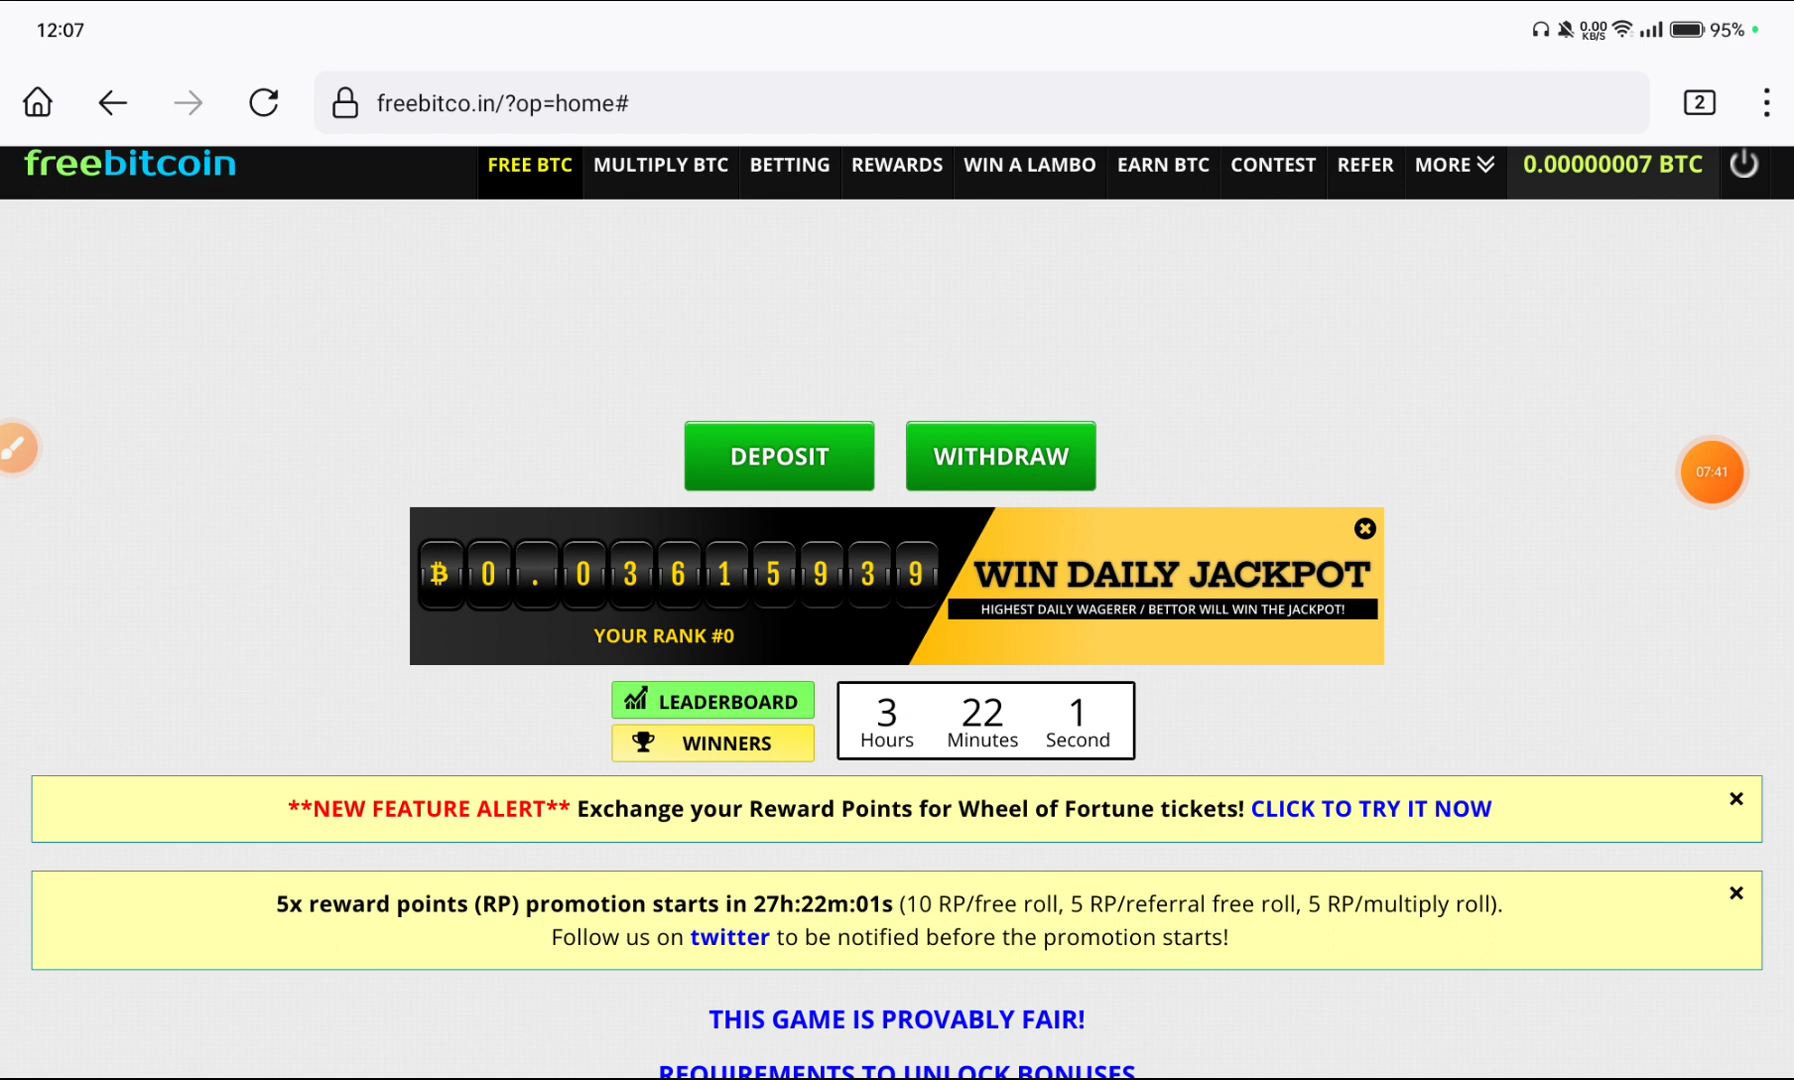 12:07
0.00 KB/S 95%
freebitco.in/?op=home#
2
freebitcoin
FREE BTC MULTIPLY BTC BETTING REWARDS WIN A LAMBO EARN BTC CONTEST REFER MORE 0.00000007 BTC
DEPOSIT WITHDRAW
07:41
₿ 0 . 0 3 6 1 5 9 3 9
YOUR RANK #0
WIN DAILY JACKPOT
HIGHEST DAILY WAGERER / BETTOR WILL WIN THE JACKPOT!
LEADERBOARD
WINNERS
3 22 1
Hours Minutes Second
**NEW FEATURE ALERT** Exchange your Reward Points for Wheel of Fortune tickets! CLICK TO TRY IT NOW
5x reward points (RP) promotion starts in 27h:22m:01s (10 RP/free roll, 5 RP/referral free roll, 5 RP/multiply roll).
Follow us on twitter to be notified before the promotion starts!
THIS GAME IS PROVABLY FAIR!
REQUIREMENTS TO UNLOCK BONUSES